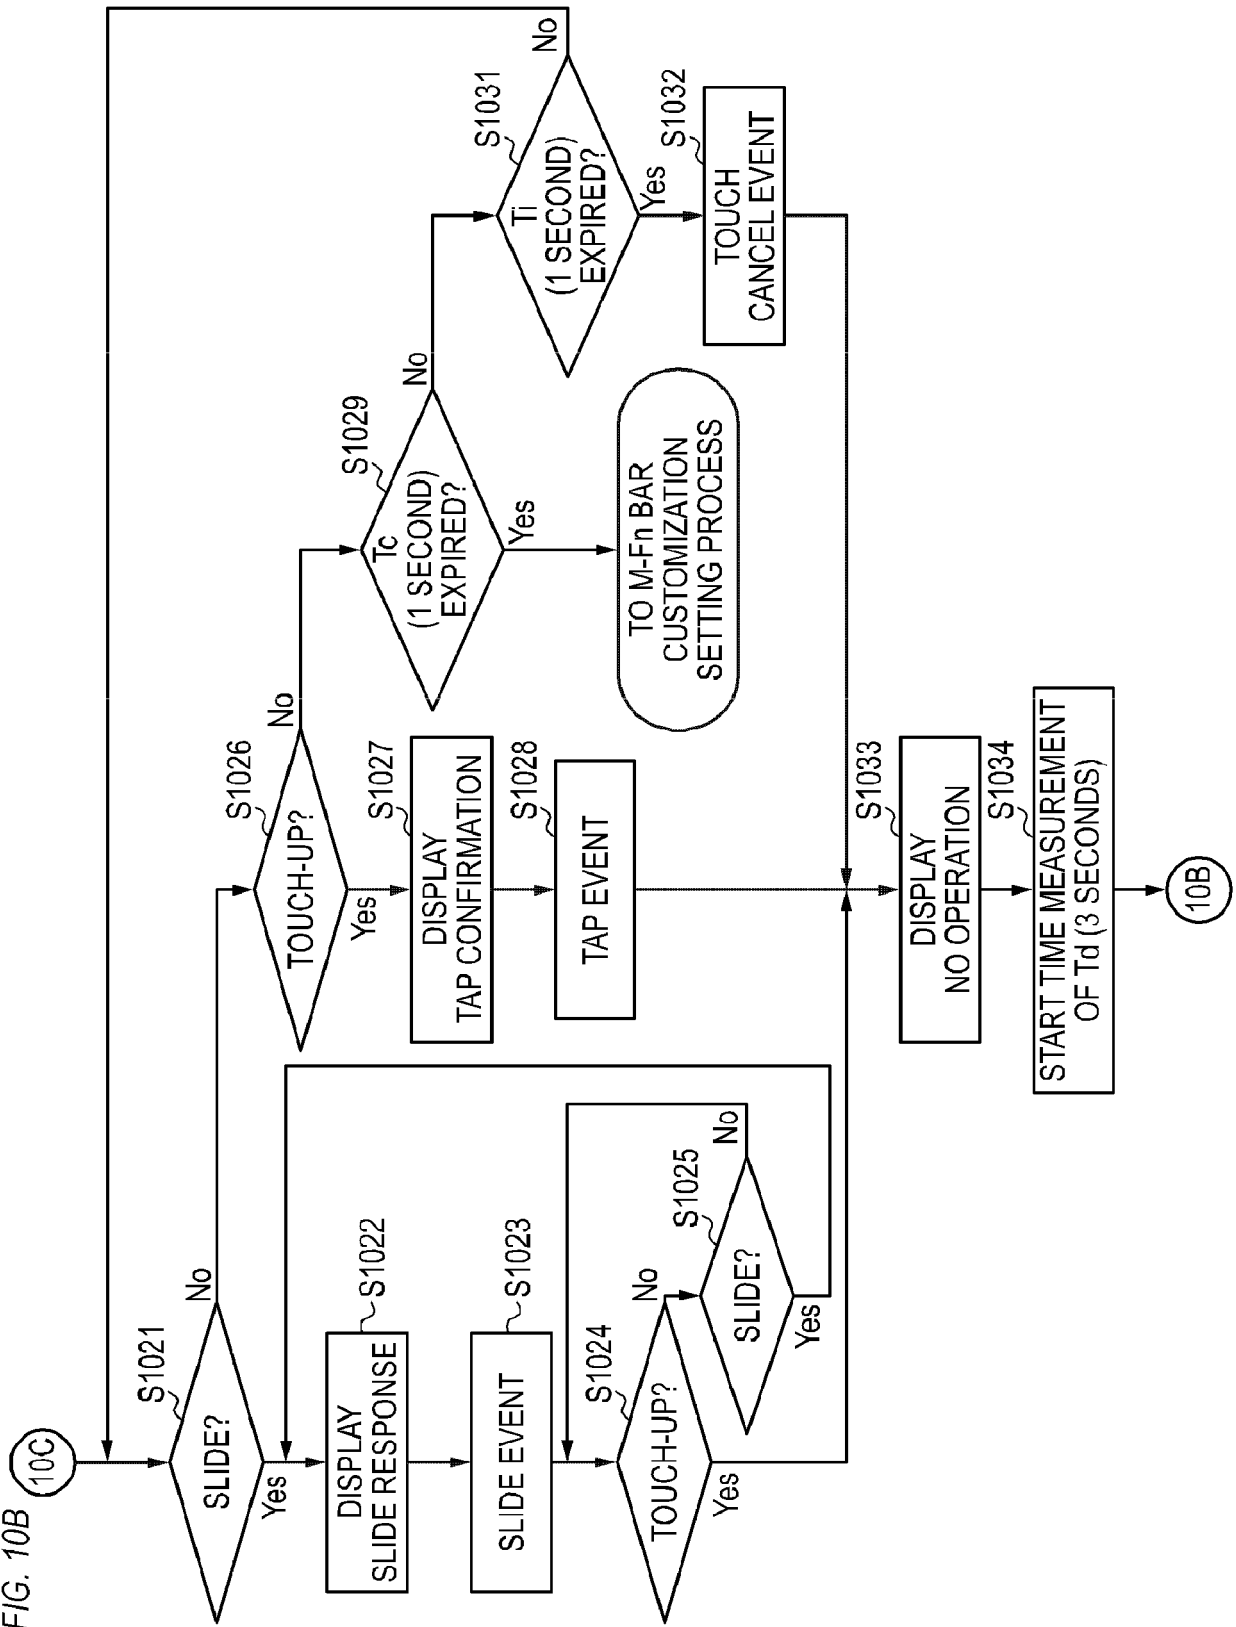 FIG. 10B
10C
S1021
SLIDE?
No
Yes
S1022
DISPLAY
SLIDE RESPONSE
S1023
SLIDE EVENT
S1024
TOUCH-UP?
No
Yes
S1025
SLIDE?
No
Yes
S1026
TOUCH-UP?
No
Yes
S1027
DISPLAY
TAP CONFIRMATION
S1028
TAP EVENT
S1029
Tc
(1 SECOND)
EXPIRED?
No
Yes
TO M-Fn BAR
CUSTOMIZATION
SETTING PROCESS
S1031
Ti
(1 SECOND)
EXPIRED?
No
Yes
S1032
TOUCH
CANCEL EVENT
S1033
DISPLAY
NO OPERATION
S1034
START TIME MEASUREMENT
OF Td (3 SECONDS)
10B